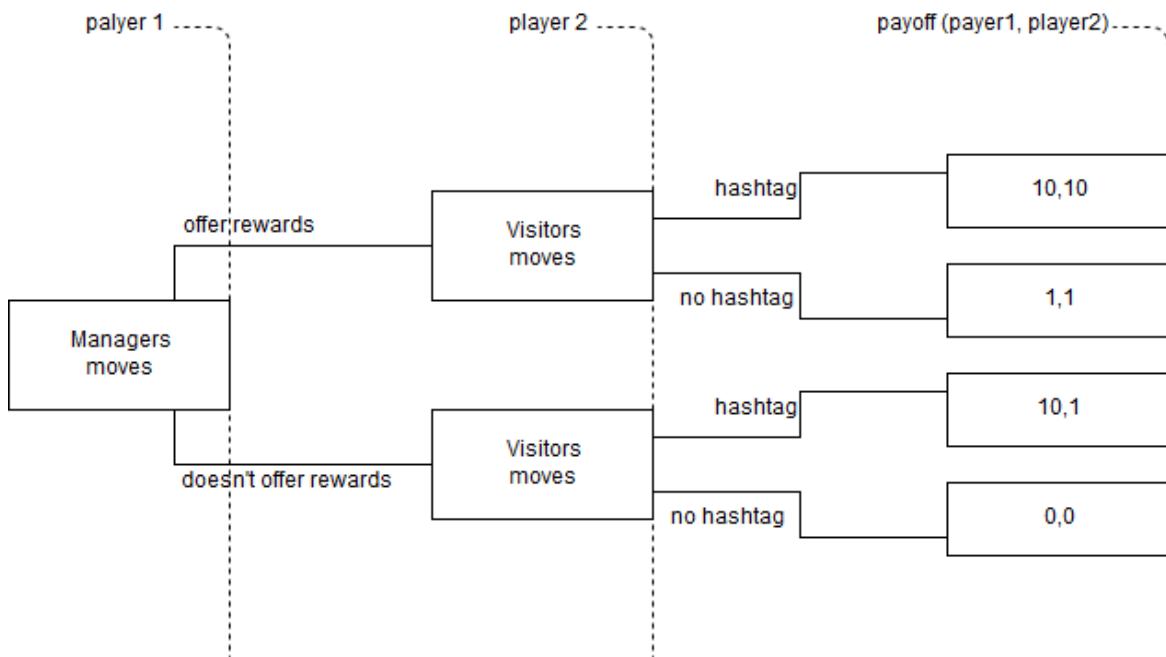 palyer 1
player 2
payoff (payer1, player2)
hashtag
10,10
offer rewards
Visitors
moves
no hashtag
1,1
Managers
moves
hashtag
10,1
Visitors
moves
doesn't offer rewards
no hashtag
0,0